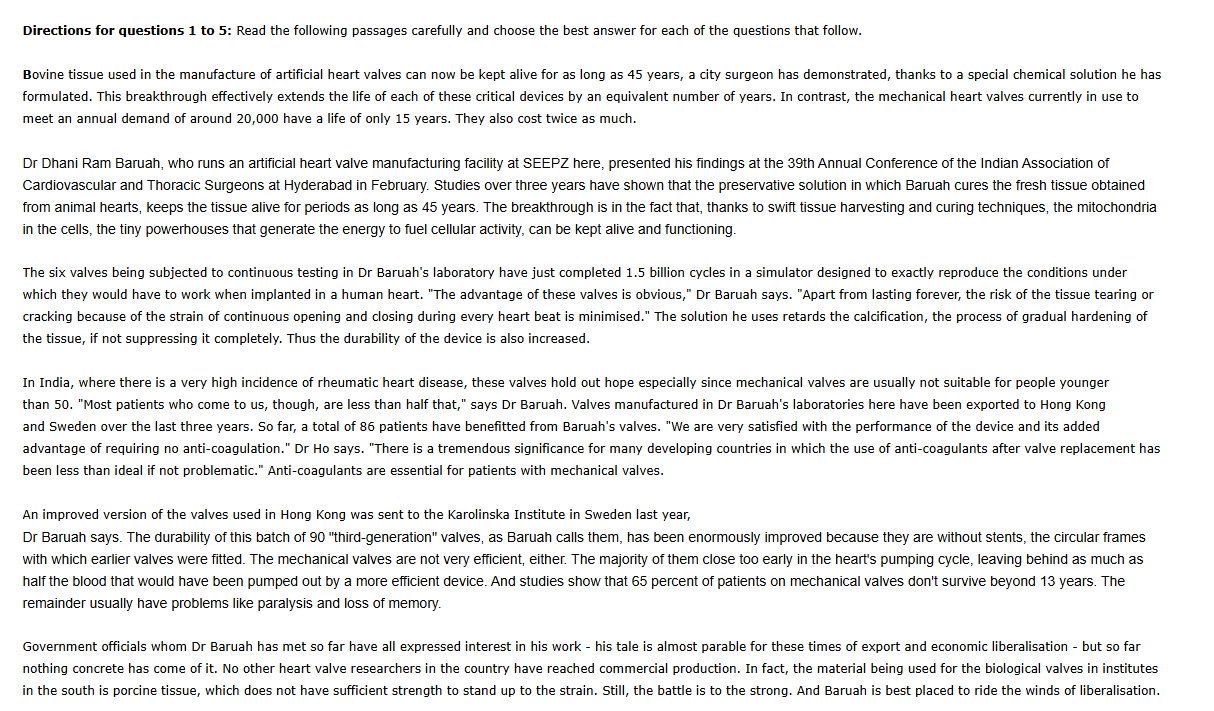 Directions for questions 1 to 5: Read the following passages carefully and choose the best answer for each of the questions that follow.
Bovine tissue used in the manufacture of artificial heart valves can now be kept alive for as long as 45 years, a city surgeon has demonstrated, thanks to a special chemical solution he has
formulated. This breakthrough effectively extends the life of each of these critical devices by an equivalent number of years. In contrast, the mechanical heart valves currently in use to
meet an annual demand of around 20,000 have a life of only 15 years. They also cost twice as much.
Dr Dhani Ram Baruah, who runs an artificial heart valve manufacturing facility at SEEPZ here, presented his findings at the 39th Annual Conference of the Indian Association of
Cardiovascular and Thoracic Surgeons at Hyderabad in February. Studies over three years have shown that the preservative solution in which Baruah cures the fresh tissue obtained
from animal hearts, keeps the tissue alive for periods as long as 45 years. The breakthrough is in the fact that, thanks to swift tissue harvesting and curing techniques, the mitochondria
in the cells, the tiny powerhouses that generate the energy to fuel cellular activity, can be kept alive and functioning.
The six valves being subjected to continuous testing in Dr Baruah's laboratory have just completed 1.5 billion cycles in a simulator designed to exactly reproduce the conditions under
which they would have to work when implanted in a human heart. "The advantage of these valves is obvious," Dr Baruah says. "Apart from lasting forever, the risk of the tissue tearing or
cracking because of the strain of continuous opening and closing during every heart beat is minimised." The solution he uses retards the calcification, the process of gradual hardening of
the tissue, if not suppressing it completely. Thus the durability of the device is also increased.
In India, where there is a very high incidence of rheumatic heart disease, these valves hold out hope especially since mechanical valves are usually not suitable for people younger
than 50. "Most patients who come to us, though, are less than half that," says Dr Baruah. Valves manufactured in Dr Baruah's laboratories here have been exported to Hong Kong
and Sweden over the last three years. So far, a total of 86 patients have benefitted from Baruah's valves. "We are very satisfied with the performance of the device and its added
advantage of requiring no anti-coagulation." Dr Ho says. "There is a tremendous significance for many developing countries in which the use of anti-coagulants after valve replacement has
been less than ideal if not problematic." Anti-coagulants are essential for patients with mechanical valves.
An improved version of the valves used in Hong Kong was sent to the Karolinska Institute in Sweden last year,
Dr Baruah says. The durability of this batch of 90 "third-generation" valves, as Baruah calls them, has been enormously improved because they are without stents, the circular frames
with which earlier valves were fitted. The mechanical valves are not very efficient, either. The majority of them close too early in the heart's pumping cycle, leaving behind as much as
half the blood that would have been pumped out by a more efficient device. And studies show that 65 percent of patients on mechanical valves don't survive beyond 13 years. The
remainder usually have problems like paralysis and loss of memory.
Government officials whom Dr Baruah has met so far have all expressed interest in his work - his tale is almost parable for these times of export and economic liberalisation - but so far
nothing concrete has come of it. No other heart valve researchers in the country have reached commercial production. In fact, the material being used for the biological valves in institutes
in the south is porcine tissue, which does not have sufficient strength to stand up to the strain. Still, the battle is to the strong. And Baruah is best placed to ride the winds of liberalisation.